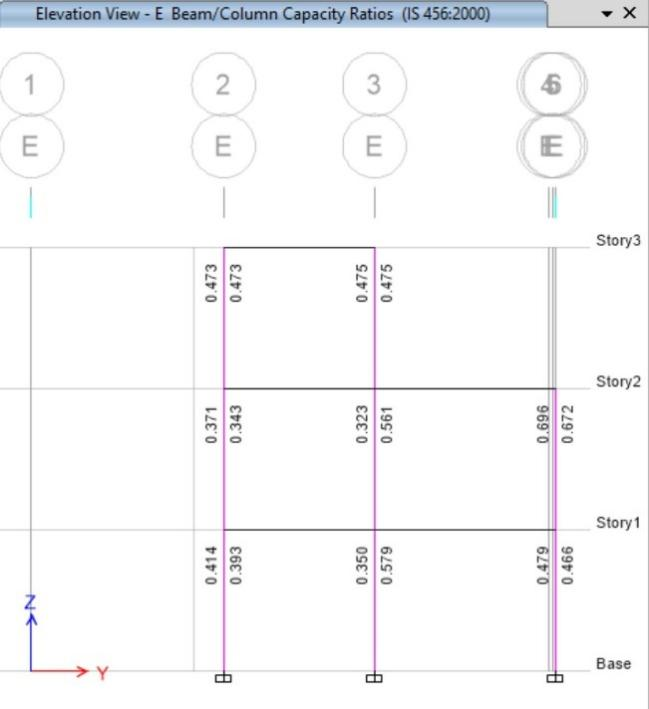 Elevation View - E Beam/Column Capacity Ratios (IS 456:2000)
1 2 3
E E E E
Story3
0.473 0.473 0.475 0.475
Story2
0.371 0.343 0.323 0.561 0.696 0.672
Story1
0.414 0.393 0.350 0.579 0.479 0.466
Z
Y
Base